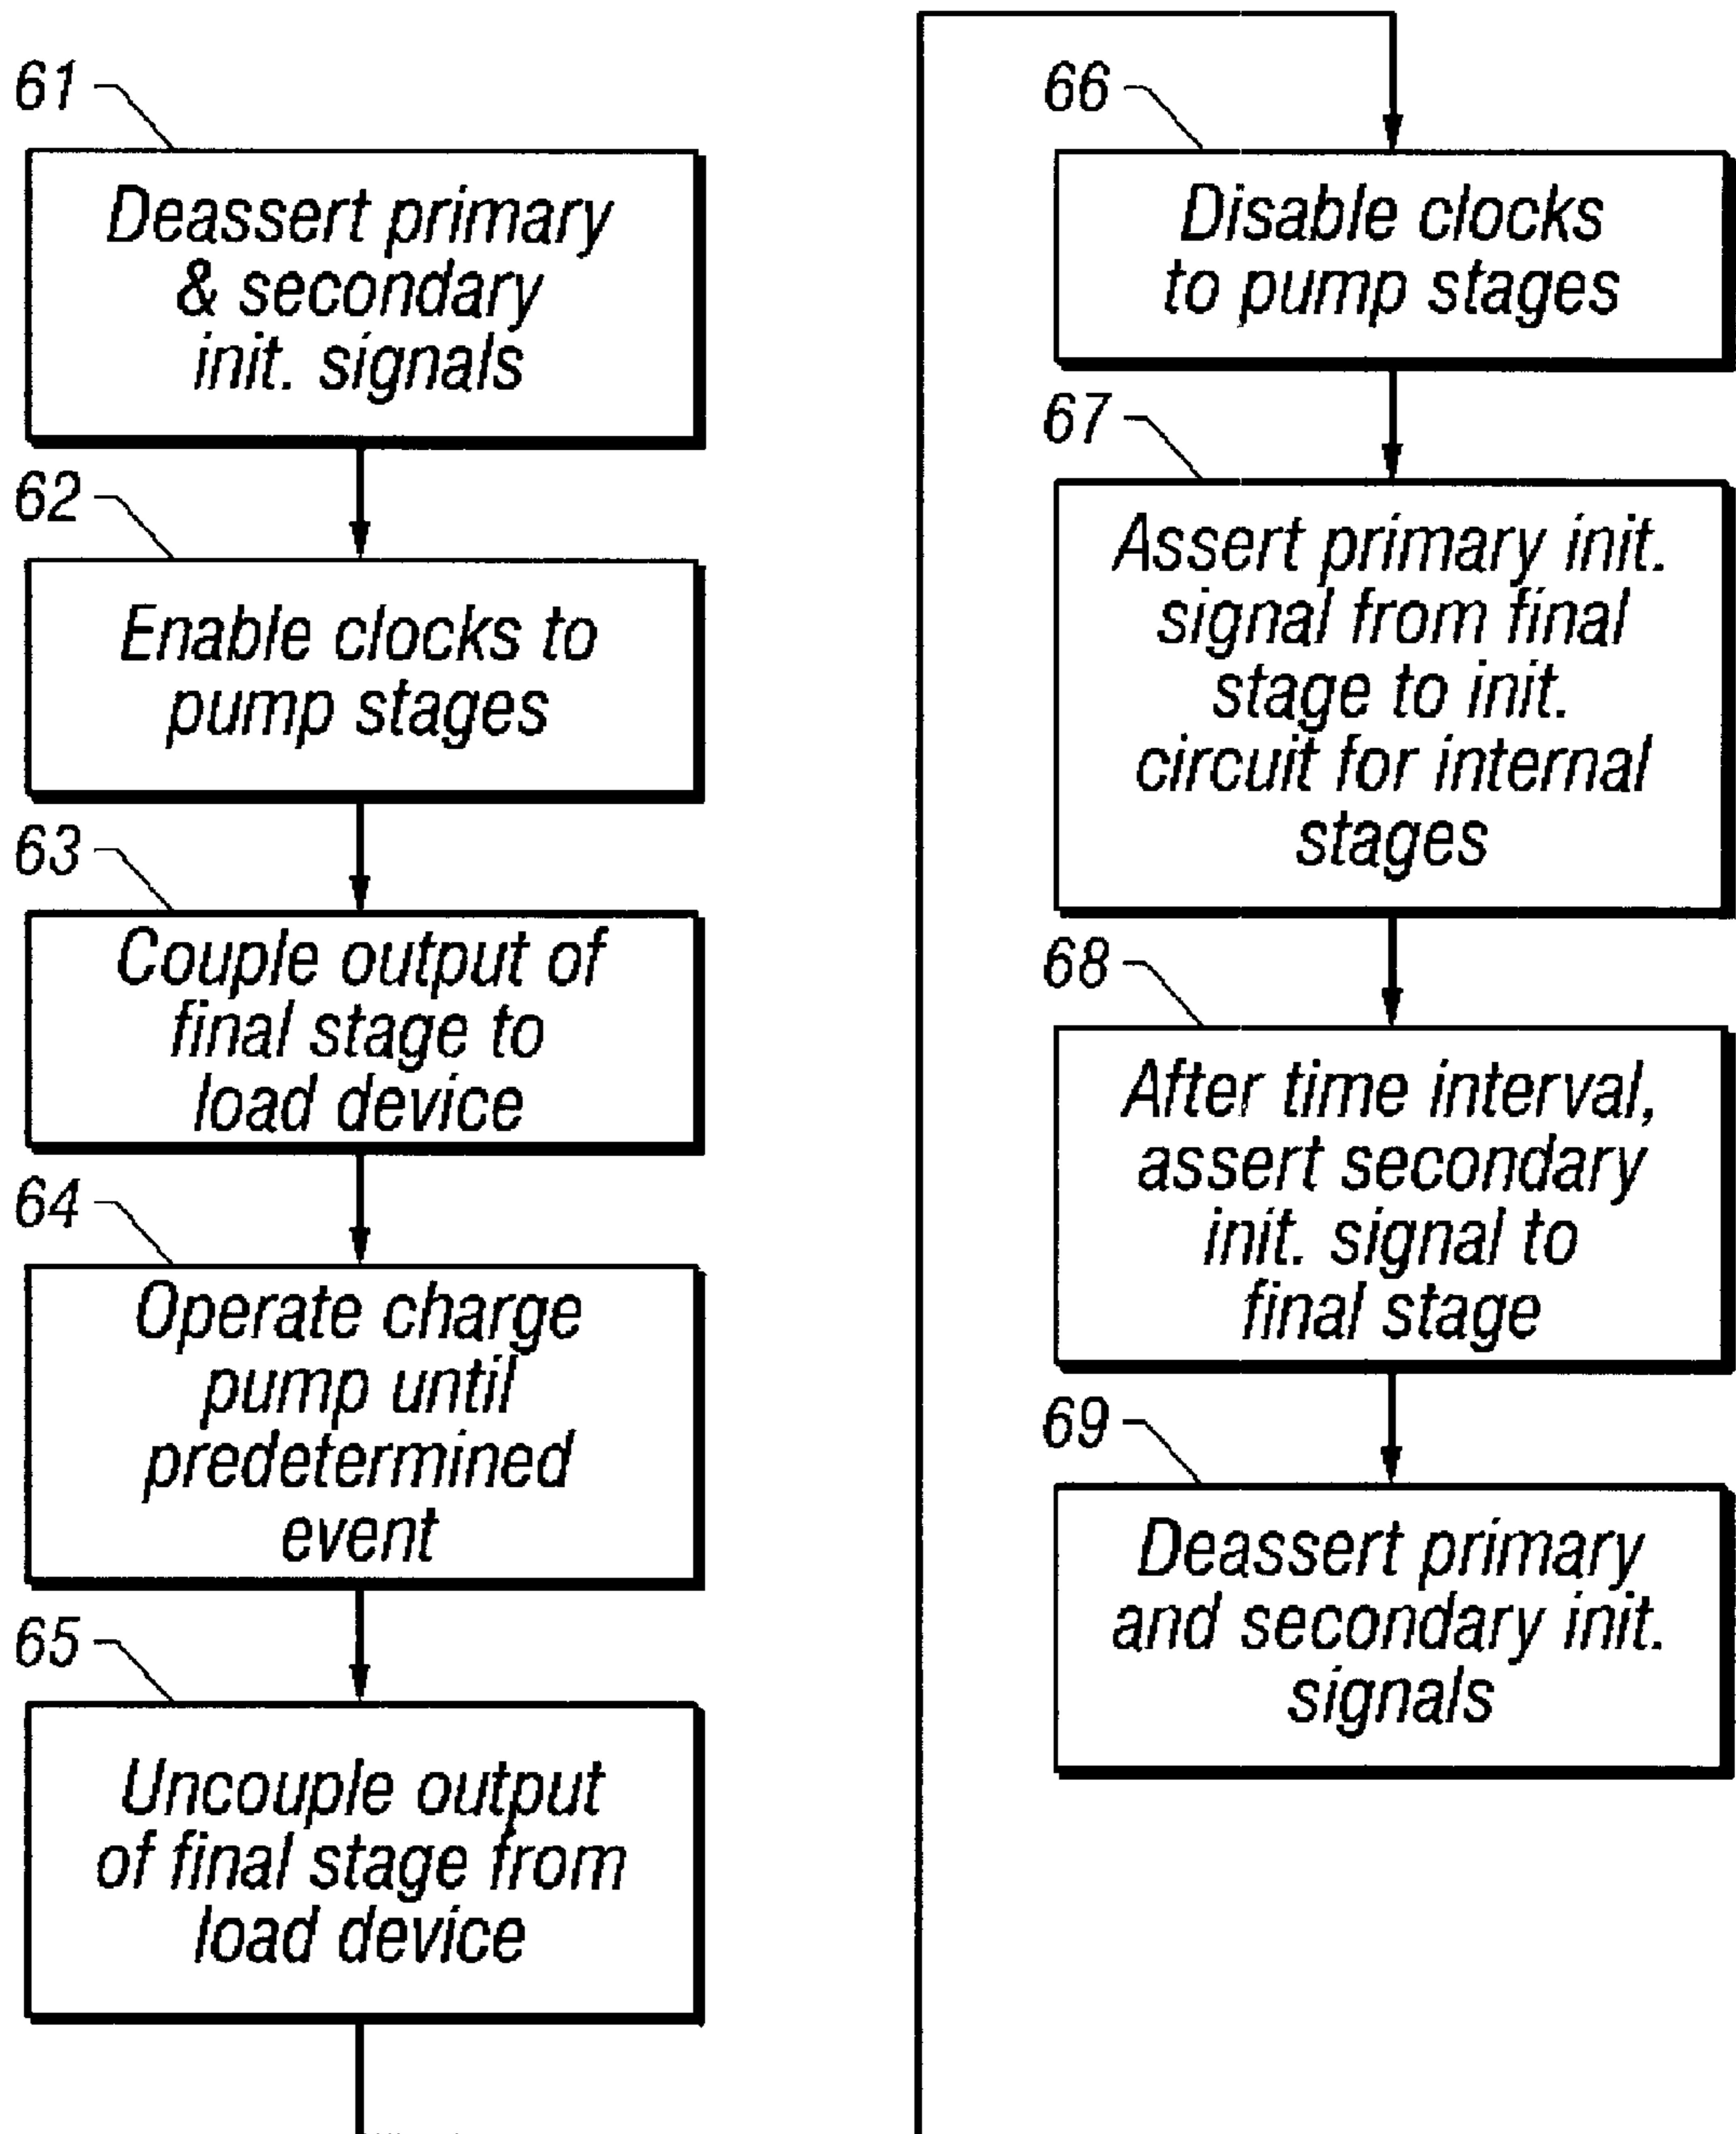 61
Deassert primary
& secondary
init. signals
62
Enable clocks to
pump stages
63
Couple output of
final stage to
load device
64
Operate charge
pump until
predetermined
event
65
Uncouple output
of final stage from
load device
66
Disable clocks
to pump stages
67
Assert primary init.
signal from final
stage to init.
circuit for internal
stages
68
After time interval,
assert secondary
init. signal to
final stage
69
Deassert primary
and secondary init.
signals